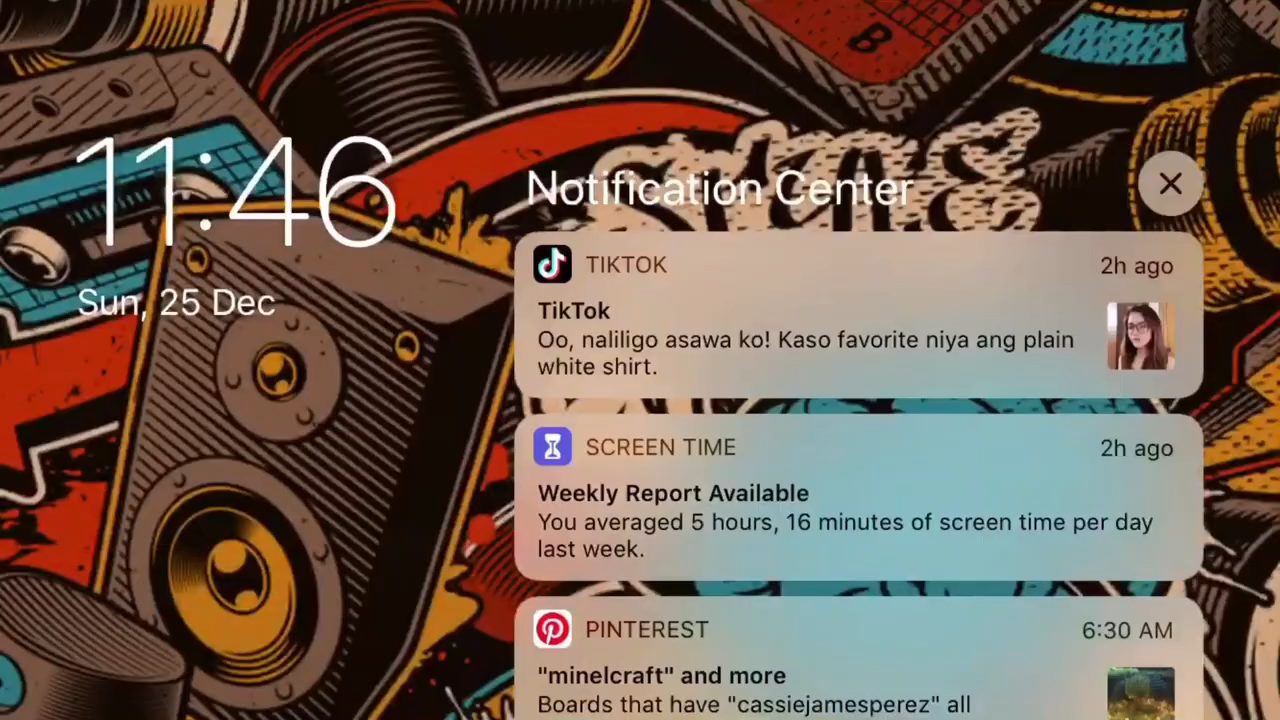 B
11:46
Sun, 25 Dec
Notification Center
TIKTOK
2h ago
TikTok
Oo, naliligo asawa ko! Kaso favorite niya ang plain
white shirt.
SCREEN TIME
2h ago
Weekly Report Available
You averaged 5 hours, 16 minutes of screen time per day
last week.
PINTEREST
6:30 AM
"minelcraft" and more
Boards that have "cassiejamesperez" all